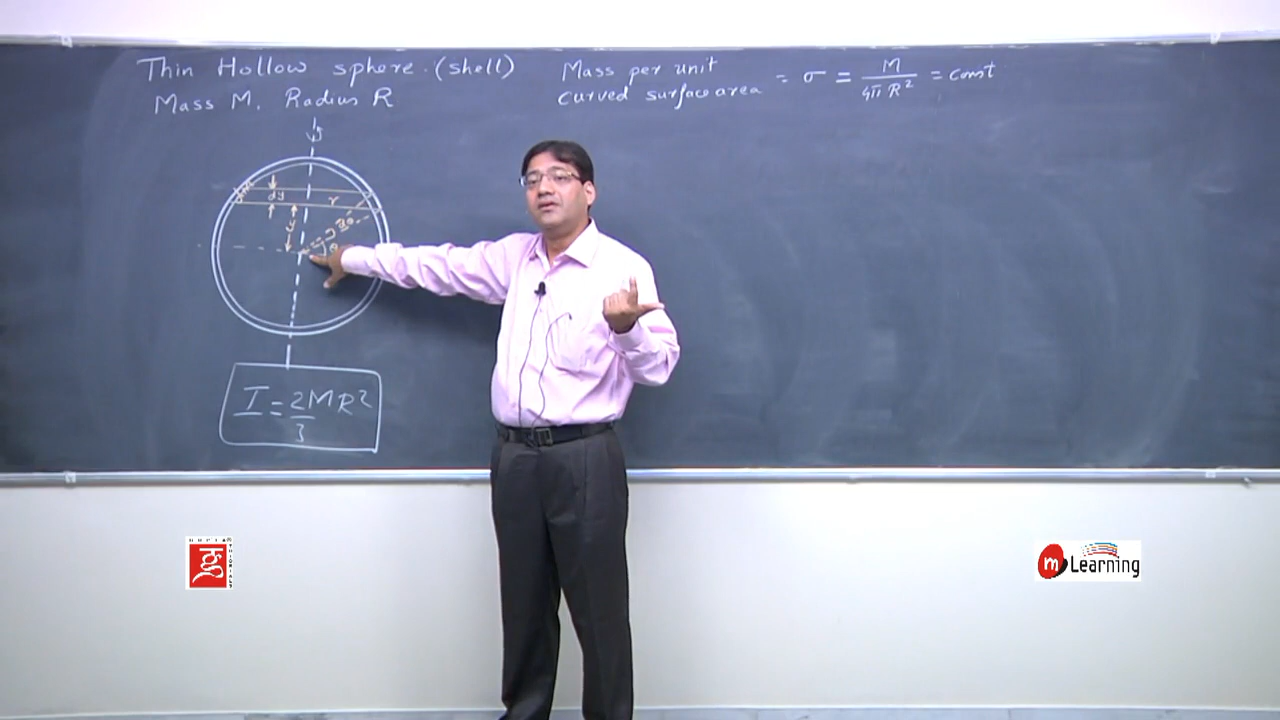 Thin Hollow sphere. (shell)
Mass M, Radius R
Mass per unit
curved surface area
= σ = M / 4πR² = const
dy
r
y
R
θ
I = 2MR² / 3
m Learning